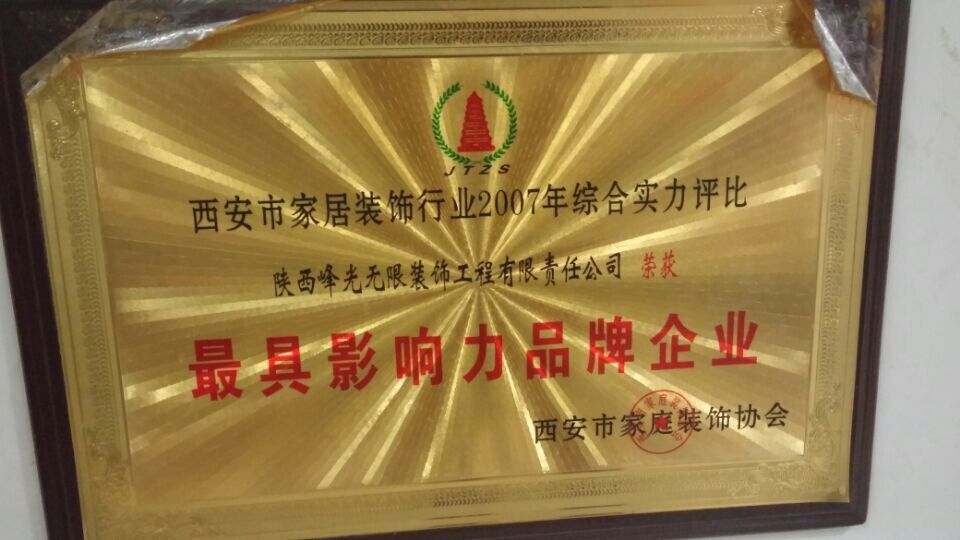 JTZS
西安市家居装饰行业2007年综合实力评比
陕西峰光无限装饰工程有限责任公司 荣获
最具影响力品牌企业
西安市家庭装饰协会